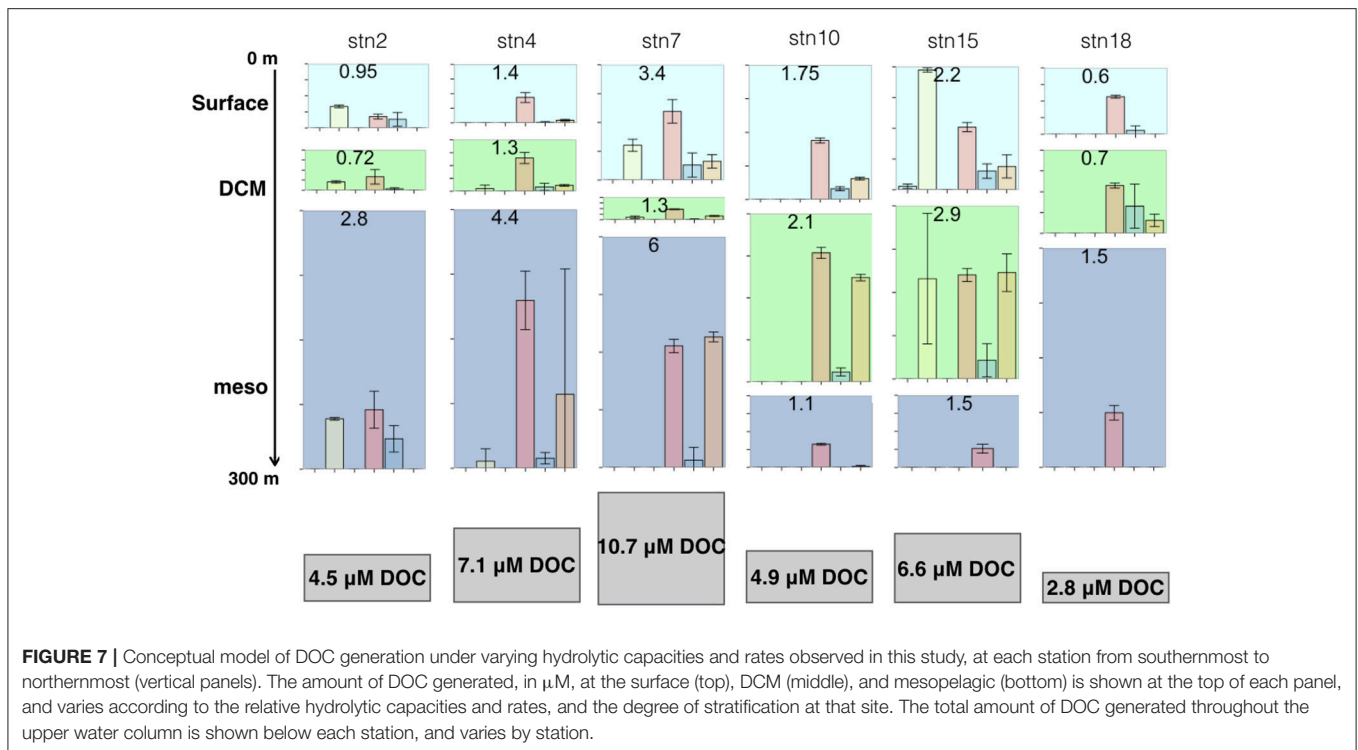 stn2 stn4 stn7 stn10 stn15 stn18
0 m
Surface
0.95 1.4 3.4 1.75 2.2 0.6
DCM
0.72 1.3 1.3 2.1 2.9 0.7
meso
2.8 4.4 6 1.1 1.5 1.5
300 m
4.5 µM DOC 7.1 µM DOC 10.7 µM DOC 4.9 µM DOC 6.6 µM DOC 2.8 µM DOC
FIGURE 7 | Conceptual model of DOC generation under varying hydrolytic capacities and rates observed in this study, at each station from southernmost to
northernmost (vertical panels). The amount of DOC generated, in µM, at the surface (top), DCM (middle), and mesopelagic (bottom) is shown at the top of each panel,
and varies according to the relative hydrolytic capacities and rates, and the degree of stratification at that site. The total amount of DOC generated throughout the
upper water column is shown below each station, and varies by station.